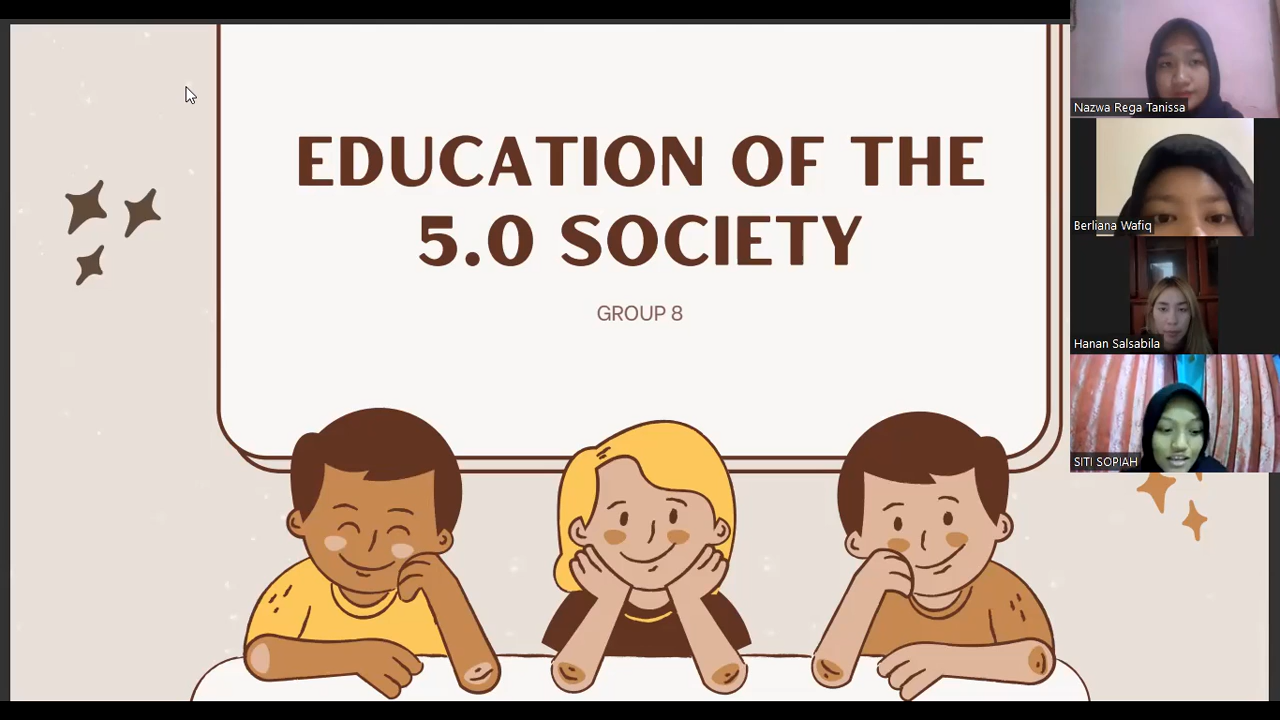 EDUCATION OF THE
5.0 SOCIETY
GROUP 8
Nazwa Rega Tanissa
Berliana Wafiq
Hanan Salsabila
SITI SOPIAH